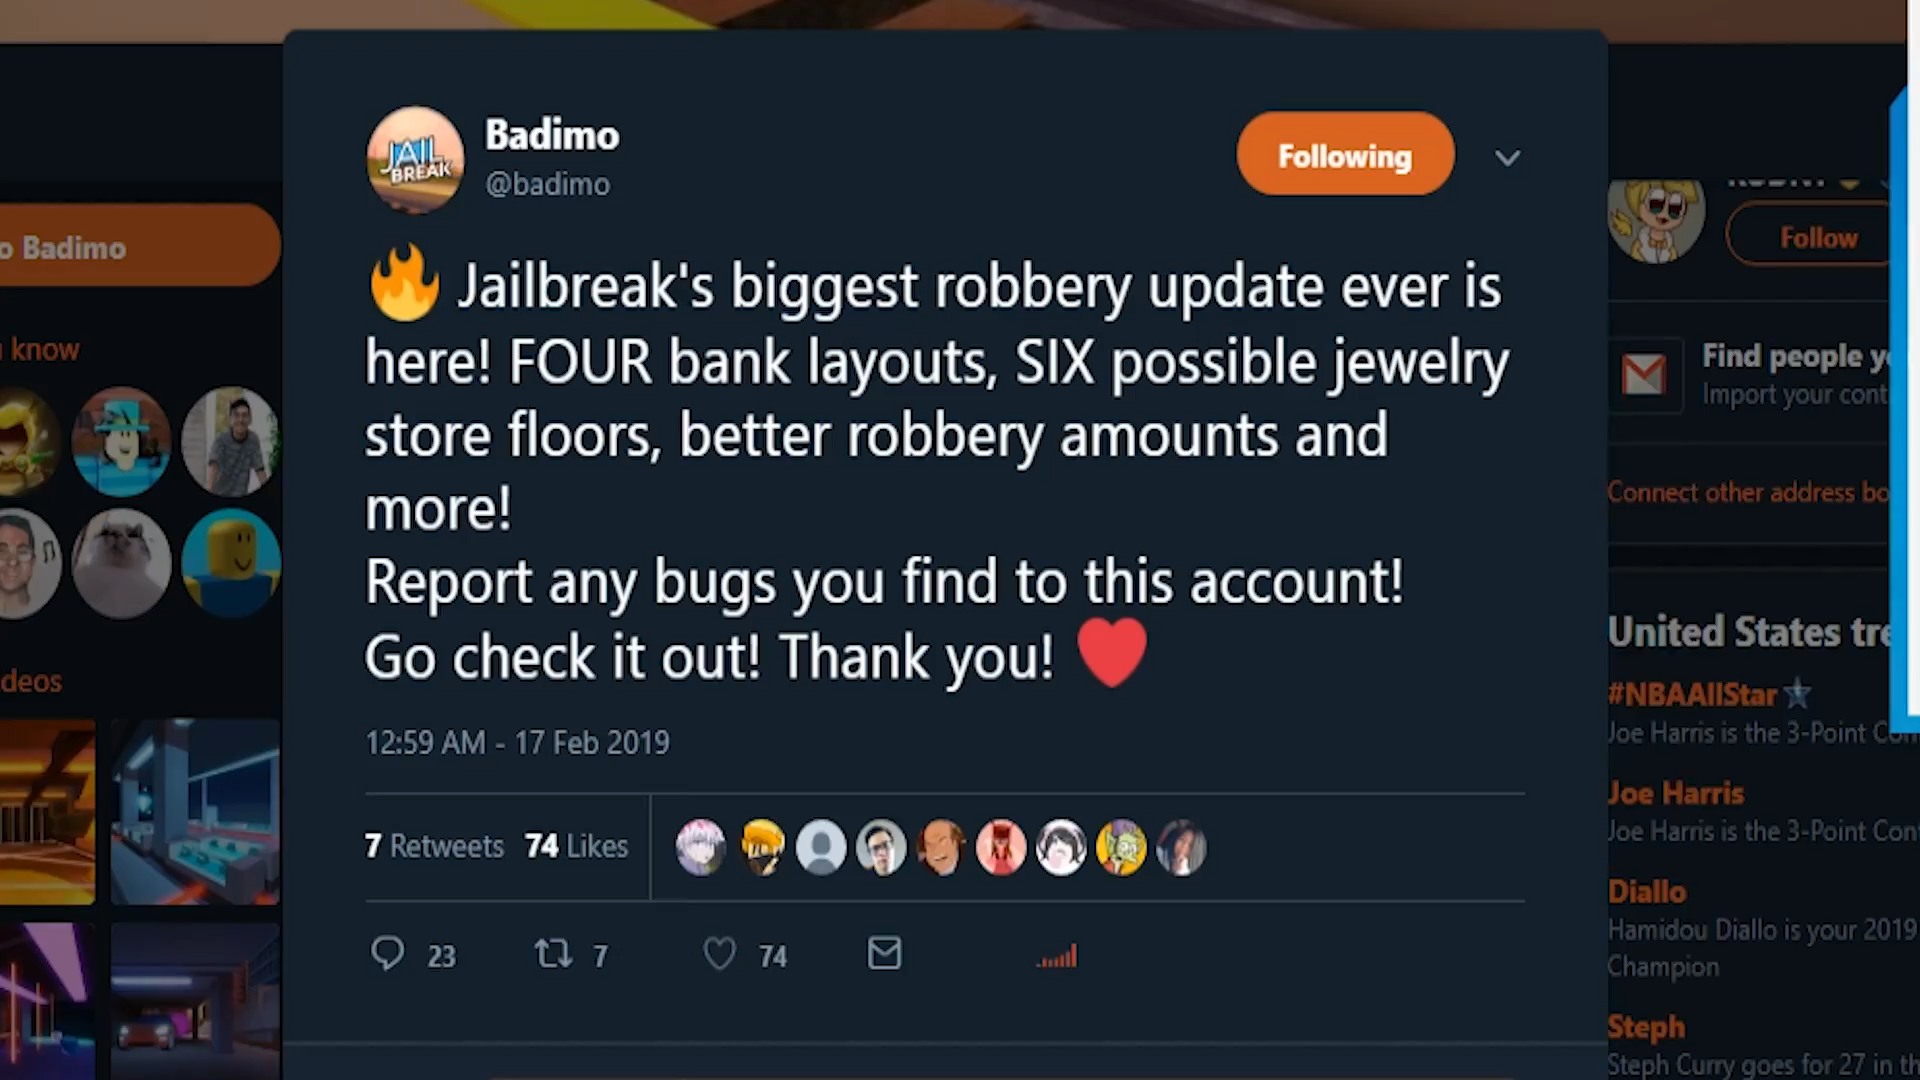 JAIL
BREAK
Badimo
@badimo
Following
🔥 Jailbreak's biggest robbery update ever is
here! FOUR bank layouts, SIX possible jewelry
store floors, better robbery amounts and
more!
Report any bugs you find to this account!
Go check it out! Thank you! ❤
12:59 AM - 17 Feb 2019
7 Retweets 74 Likes
23 7 74
o Badimo
know
deos
Follow
Find people y
Import your cont
Connect other address bo
United States tre
#NBAAllStar
Joe Harris is the 3-Point Con
Joe Harris
Joe Harris is the 3-Point Con
Diallo
Hamidou Diallo is your 2019
Champion
Steph
Steph Curry goes for 27 in th